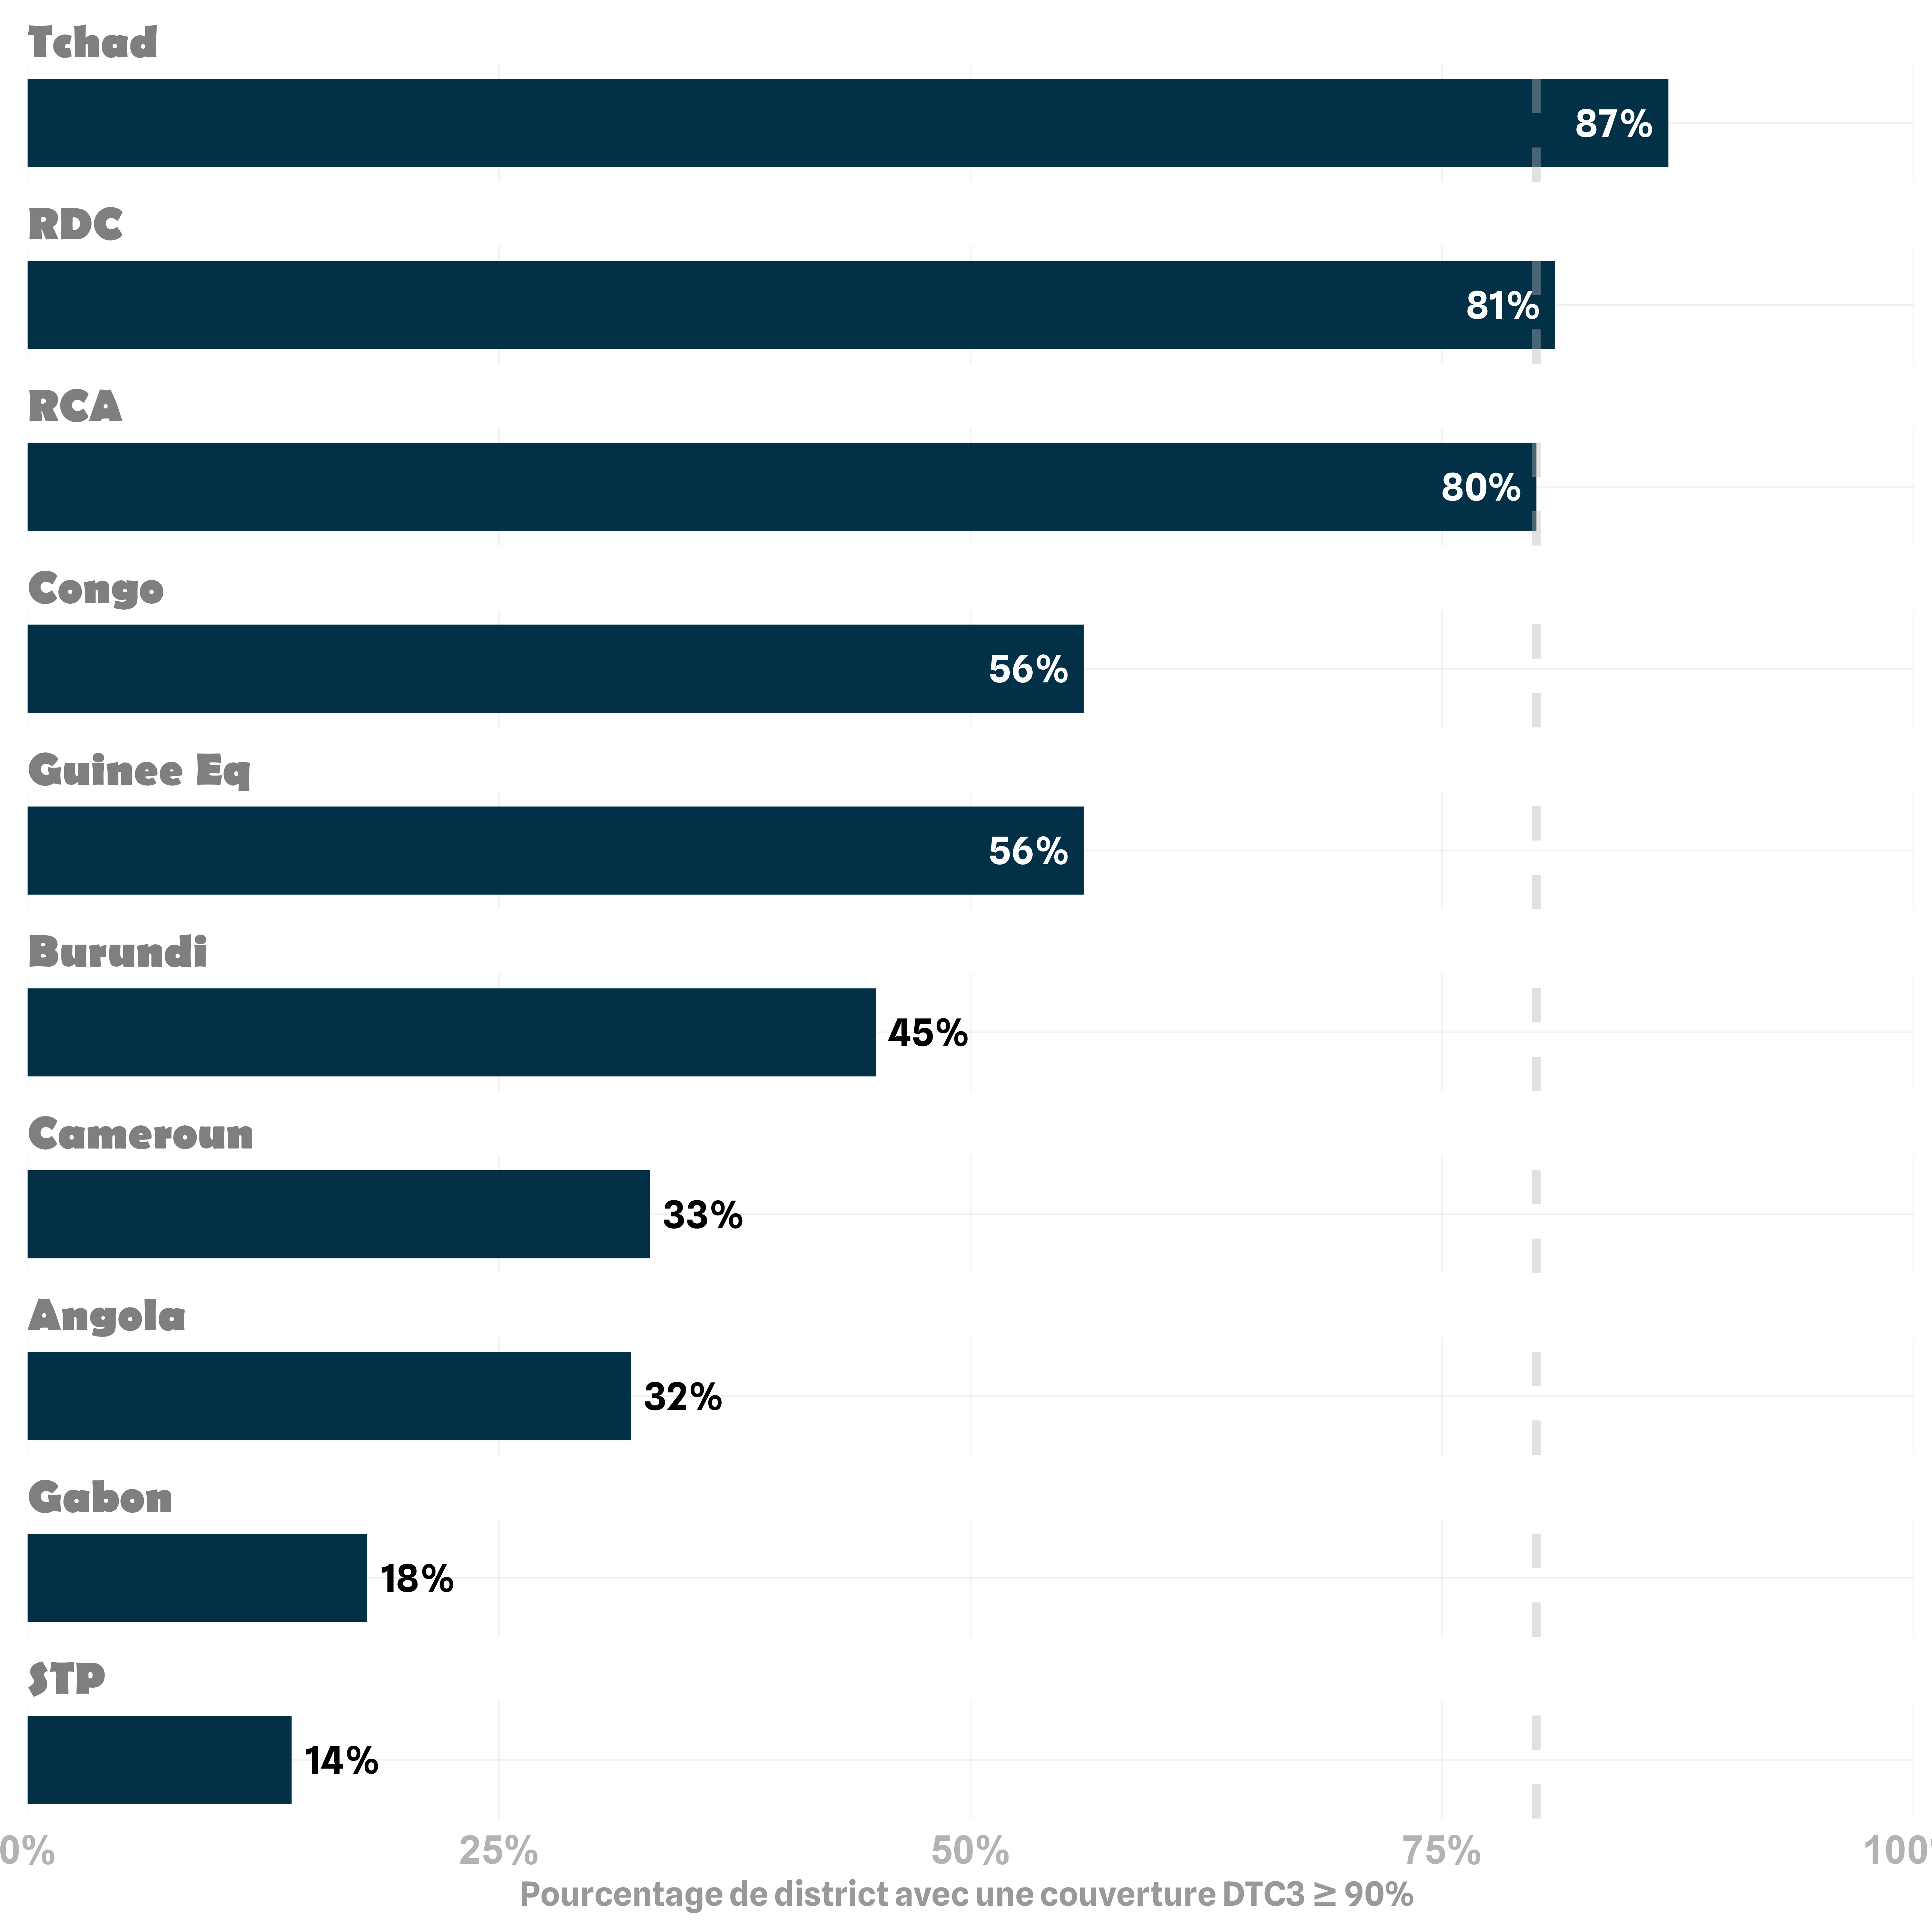 Tchad
87%
RDC
81%
RCA
80%
Congo
56%
Guinee Eq
56%
Burundi
45%
Cameroun
33%
Angola
32%
Gabon
18%
STP
14%
0% 25% 50% 75% 100
Pourcentage de district avec une couverture DTC3 ≥ 90%